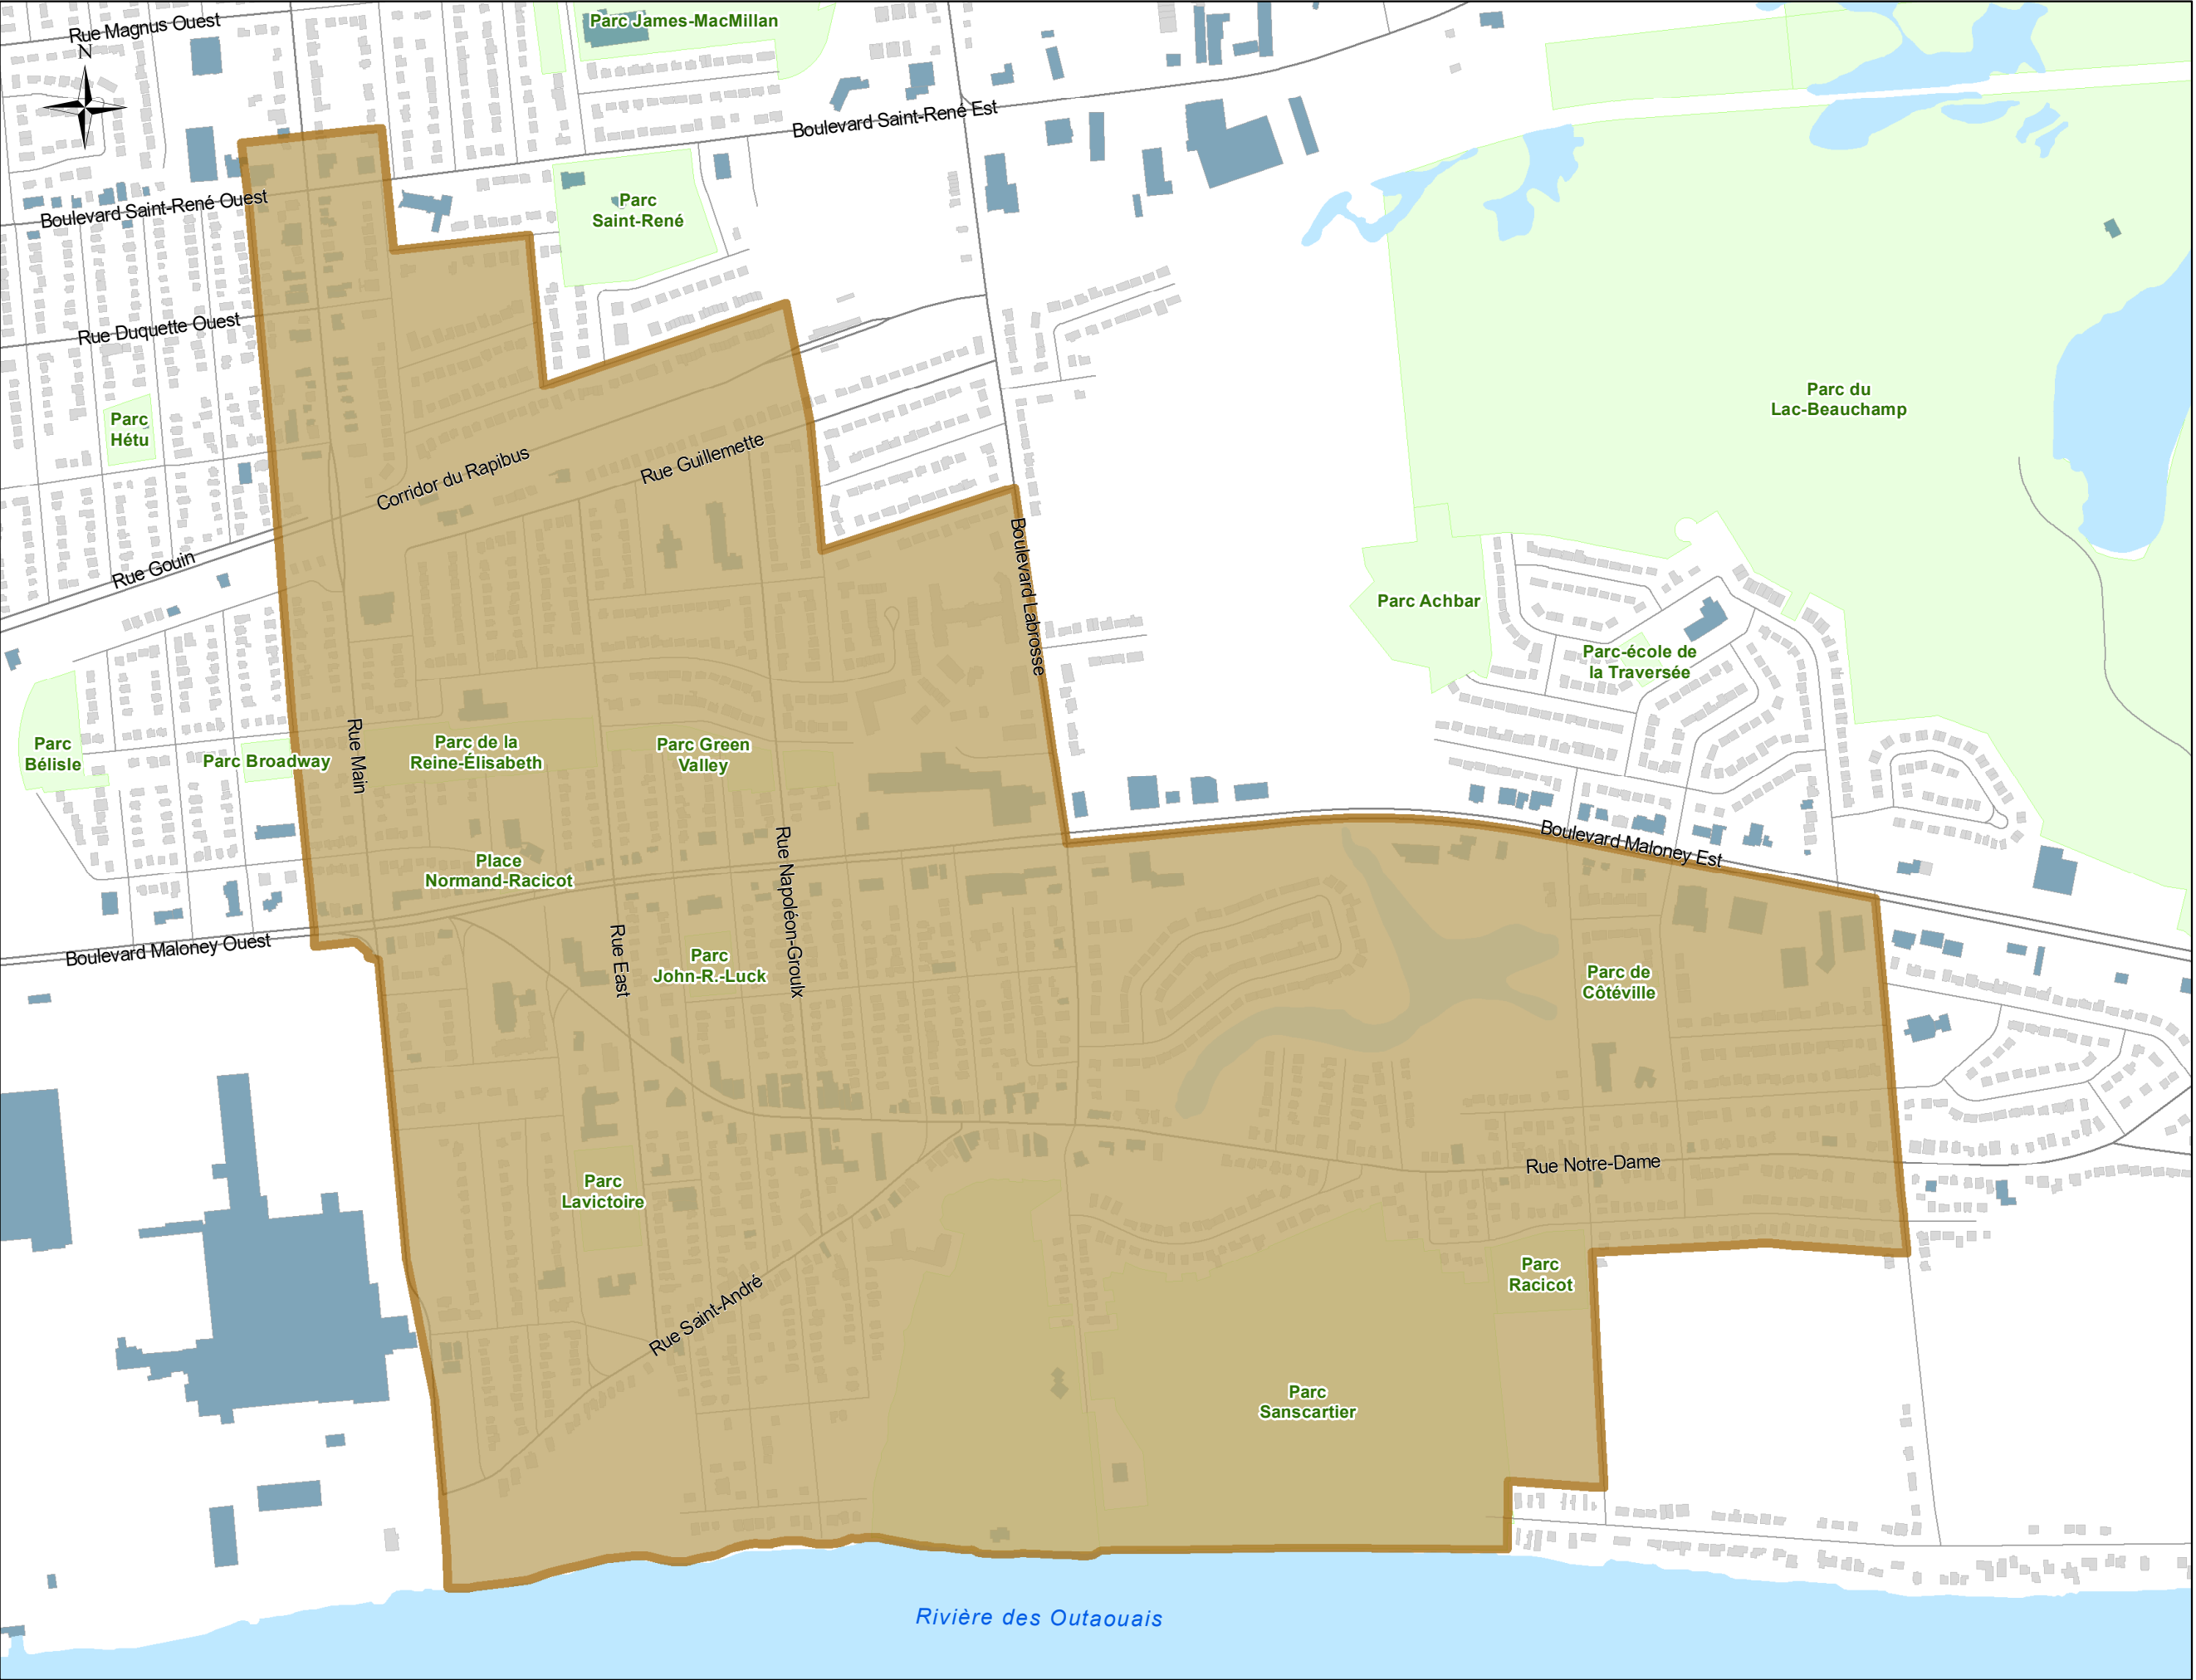 Rue Magnus Ouest
Parc James-MacMillan
N
Boulevard Saint-René Est
Boulevard Saint-René Ouest
Parc
Saint-René
Rue Duquette Ouest
Parc du
Lac-Beauchamp
Parc
Hétu
Corridor du Rapibus
Rue Guillemette
Rue Gouin
Boulevard Labrosse
Parc Achbar
Parc-école de
la Traversée
Parc
Bélisle
Parc Broadway
Rue Main
Parc de la
Reine-Élisabeth
Parc Green
Valley
Boulevard Maloney Est
Place
Normand-Racicot
Rue Napoléon-Groulx
Boulevard Maloney Ouest
Rue East
Parc
John-R.-Luck
Parc de
Côtéville
Rue Notre-Dame
Parc
Lavictoire
Parc
Racicot
Rue Saint-André
Parc
Sanscartier
Rivière des Outaouais